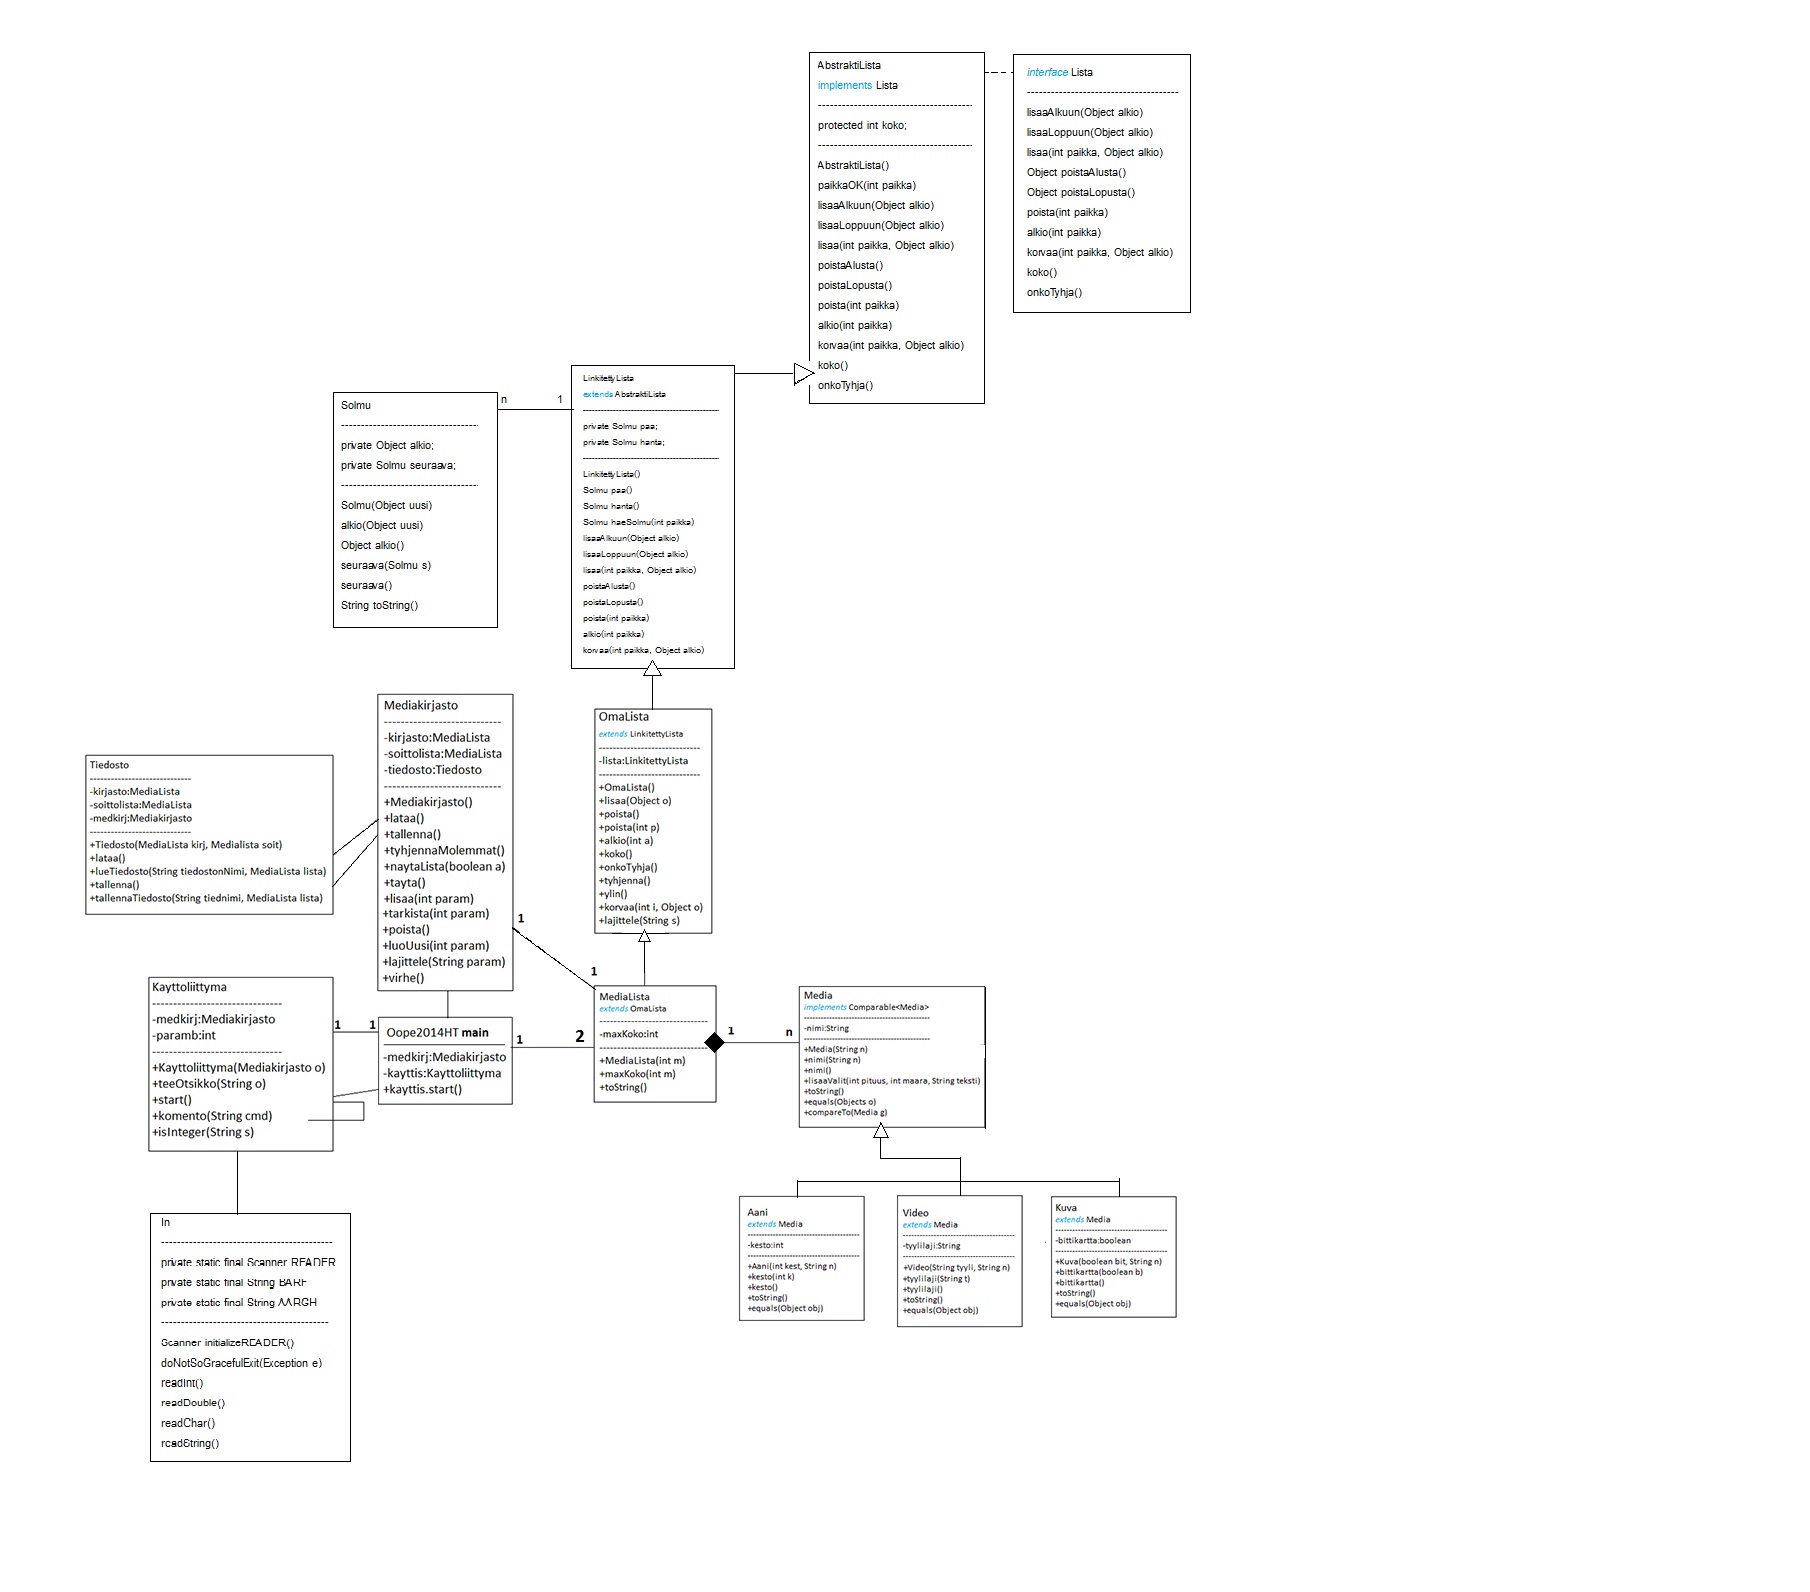 AbstraktiLista
implements Lista
protected int koko;
AbstraktiLista()
paikkaOK(int paikka)
lisaaAlkuun(Object alkio)
lisaaLoppuun(Object alkio)
lisaa(int paikka, Object alkio)
poistaAlusta()
poistaLopusta()
poista(int paikka)
alkio(int paikka)
korvaa(int paikka, Object alkio)
koko()
onkoTyhja()
interface Lista
lisaaAlkuun(Object alkio)
lisaaLoppuun(Object alkio)
lisaa(int paikka, Object alkio)
Object poistaAlusta()
Object poistaLopusta()
poista(int paikka)
alkio(int paikka)
korvaa(int paikka, Object alkio)
koko()
onkoTyhja()
Solmu
private Object alkio;
private Solmu seuraava;
Solmu(Object uusi)
alkio(Object uusi)
Object alkio()
seuraava(Solmu s)
seuraava()
String toString()
n
1
LinkitettyLista
extends AbstraktiLista
private Solmu paa;
private Solmu hanta;
LinkitettyLista()
Solmu paa()
Solmu hanta()
Solmu haeSolmu(int paikka)
lisaaAlkuun(Object alkio)
lisaaLoppuun(Object alkio)
lisaa(int paikka, Object alkio)
poistaAlusta()
poistaLopusta()
poista(int paikka)
alkio(int paikka)
korvaa(int paikka, Object alkio)
Mediakirjasto
-kirjasto:MediaLista
-soittolista:MediaLista
-tiedosto:Tiedosto
+Mediakirjasto()
+lataa()
+tallenna()
+tyhjennaMolemmat()
+naytaLista(boolean a)
+tayta()
+lisaa(int param)
+tarkista(int param)
+poista()
+luoUusi(int param)
+lajittele(String param)
+virhe()
OmaLista
extends LinkitettyLista
-lista:LinkitettyLista
+OmaLista()
+lisaa(Object o)
+poista()
+poista(int p)
+alkio(int a)
+koko()
+onkoTyhja()
+tyhjenna()
+ylin()
+korvaa(int i, Object o)
+lajittele(String s)
Tiedosto
-kirjasto:MediaLista
-soittolista:MediaLista
-medkirj:Mediakirjasto
+Tiedosto(MediaLista kirj, Medialista soit)
+lataa()
+lueTiedosto(String tiedostonNimi, MediaLista lista)
+tallenna()
+tallennaTiedosto(String tiednimi, MediaLista lista)
1
1
Kayttoliittyma
-medkirj:Mediakirjasto
-paramb:int
+Kayttoliittyma(Mediakirjasto o)
+teeOtsikko(String o)
+start()
+komento(String cmd)
+isInteger(String s)
1
1
Oope2014HT main
-medkirj:Mediakirjasto
-kayttis:Kayttoliittyma
+kayttis.start()
1
2
MediaLista
extends OmaLista
-maxKoko:int
+MediaLista(int m)
+maxKoko(int m)
+toString()
1
n
Media
implements Comparable<Media>
-nimi:String
+Media(String n)
+nimi(String n)
+nimi()
+lisaaValit(int pituus, int maara, String teksti)
+toString()
+equals(Objects o)
+compareTo(Media g)
Aani
extends Media
-kesto:int
+Aani(int kest, String n)
+kesto(int k)
+kesto()
+toString()
+equals(Object obj)
Video
extends Media
-tyylilaji:String
+Video(String tyyli, String n)
+tyylilaji(String t)
+tyylilaji()
+toString()
+equals(Object obj)
Kuva
extends Media
-bittikartta:boolean
+Kuva(boolean bit, String n)
+bittikartta(boolean b)
+bittikartta()
+toString()
+equals(Object obj)
In
private static final Scanner READER
private static final String BARF
private static final String AARGH
Scanner initializeREADER()
doNotSoGracefulExit(Exception e)
readInt()
readDouble()
readChar()
readString()